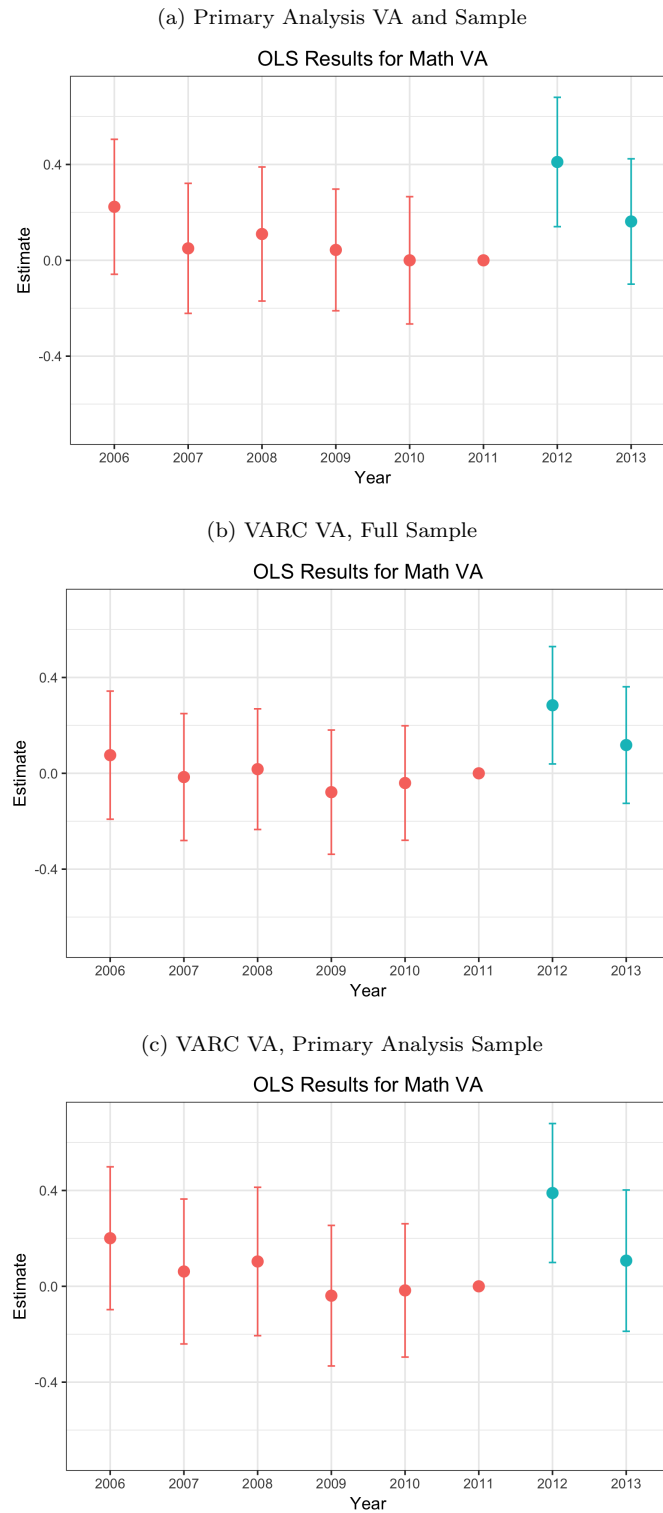 (a) Primary Analysis VA and Sample
OLS Results for Math VA
0.4
0.0
-0.4
Estimate
2006 2007 2008 2009 2010 2011 2012 2013
Year
(b) VARC VA, Full Sample
OLS Results for Math VA
0.4
0.0
-0.4
Estimate
2006 2007 2008 2009 2010 2011 2012 2013
Year
(c) VARC VA, Primary Analysis Sample
OLS Results for Math VA
0.4
0.0
-0.4
Estimate
2006 2007 2008 2009 2010 2011 2012 2013
Year